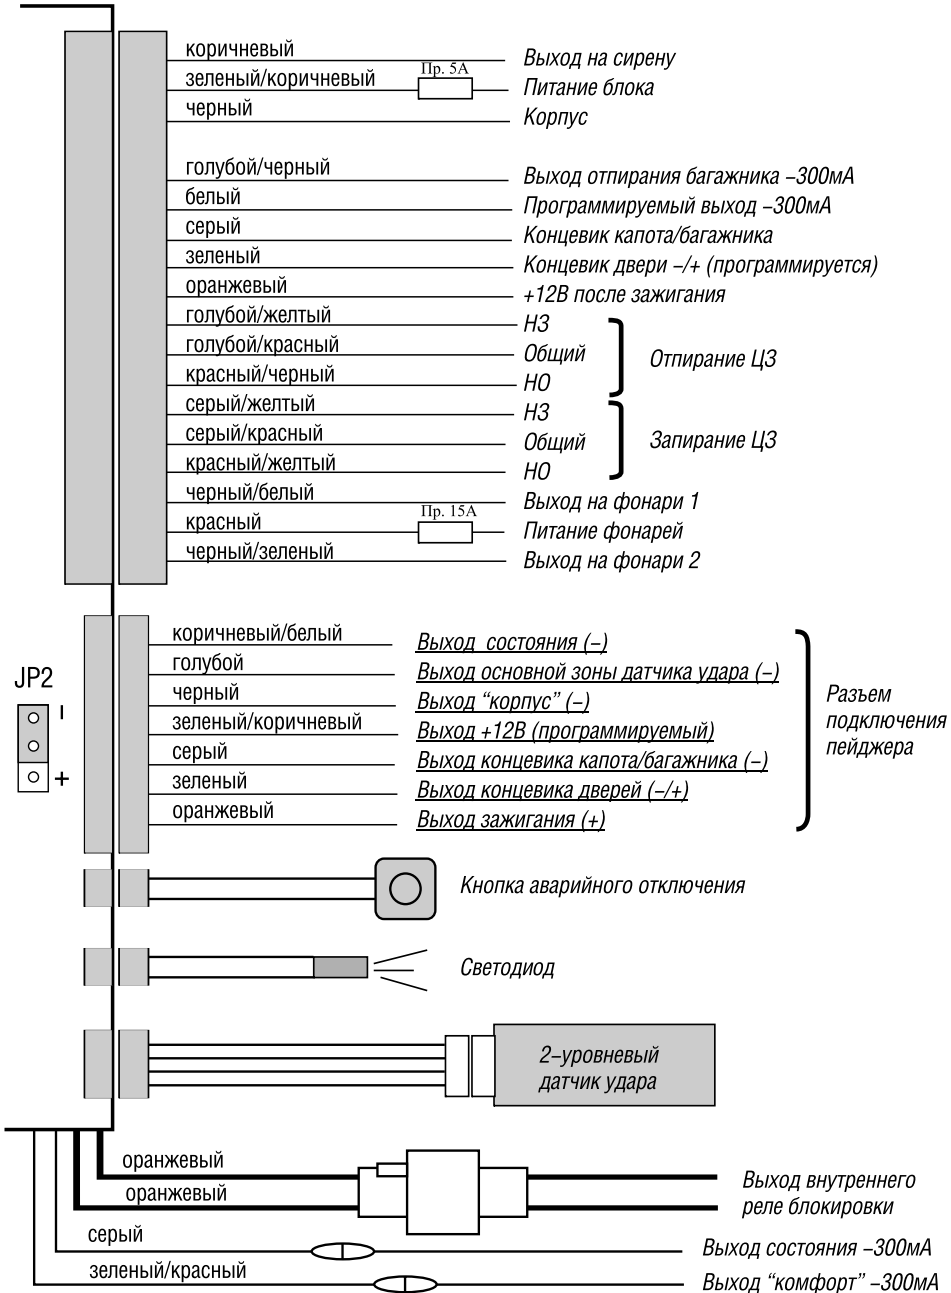 коричневый
Выход на сирену
зеленый/коричневый
Пр. 5А
Питание блока
черный
Корпус
голубой/черный
Выход отпирания багажника –300мА
белый
Программируемый выход –300мА
серый
Концевик капота/багажника
зеленый
Концевик двери –/+ (программируется)
оранжевый
+12В после зажигания
голубой/желтый
НЗ
голубой/красный
Общий
Отпирание ЦЗ
красный/черный
НО
серый/желтый
НЗ
серый/красный
Общий
Запирание ЦЗ
красный/желтый
НО
черный/белый
Выход на фонари 1
красный
Пр. 15А
Питание фонарей
черный/зеленый
Выход на фонари 2
коричневый/белый
Выход состояния (–)
голубой
Выход основной зоны датчика удара (–)
черный
Выход “корпус” (–)
зеленый/коричневый
Выход +12В (программируемый)
серый
Выход концевика капота/багажника (–)
зеленый
Выход концевика дверей (–/+)
оранжевый
Выход зажигания (+)
Разъем
подключения
пейджера
JP2
–
+
Кнопка аварийного отключения
Светодиод
2–уровневый
датчик удара
оранжевый
оранжевый
Выход внутреннего
реле блокировки
серый
Выход состояния –300мА
зеленый/красный
Выход “комфорт” –300мА